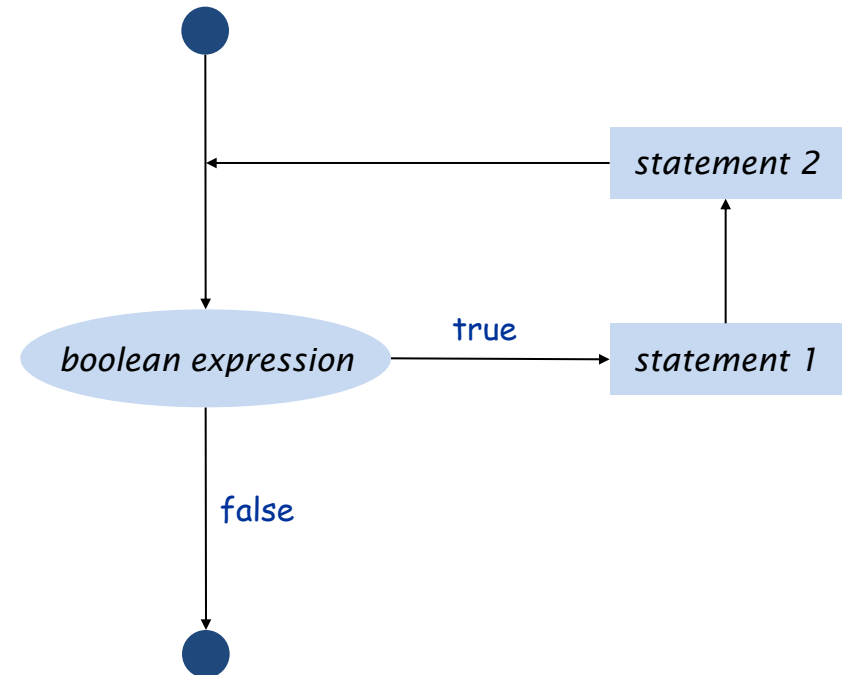 statement 2
true
boolean expression
statement 1
false